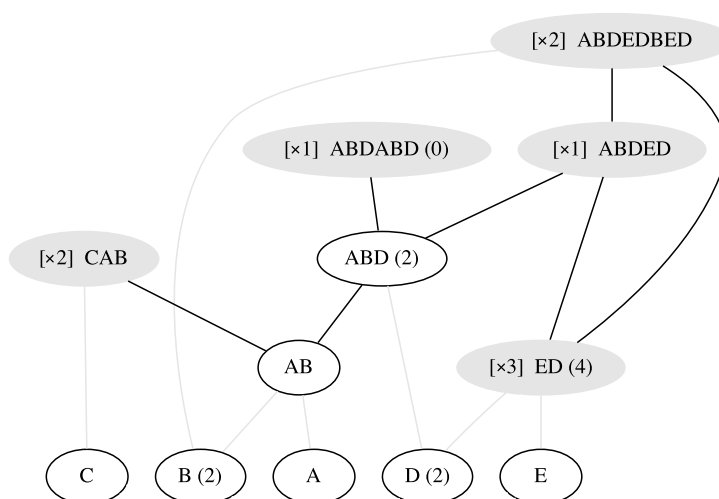 [×2] ABDEDBED
[×1] ABDABD (0)
[×1] ABDED
[×2] CAB
ABD (2)
AB
[×3] ED (4)
C
B (2)
A
D (2)
E